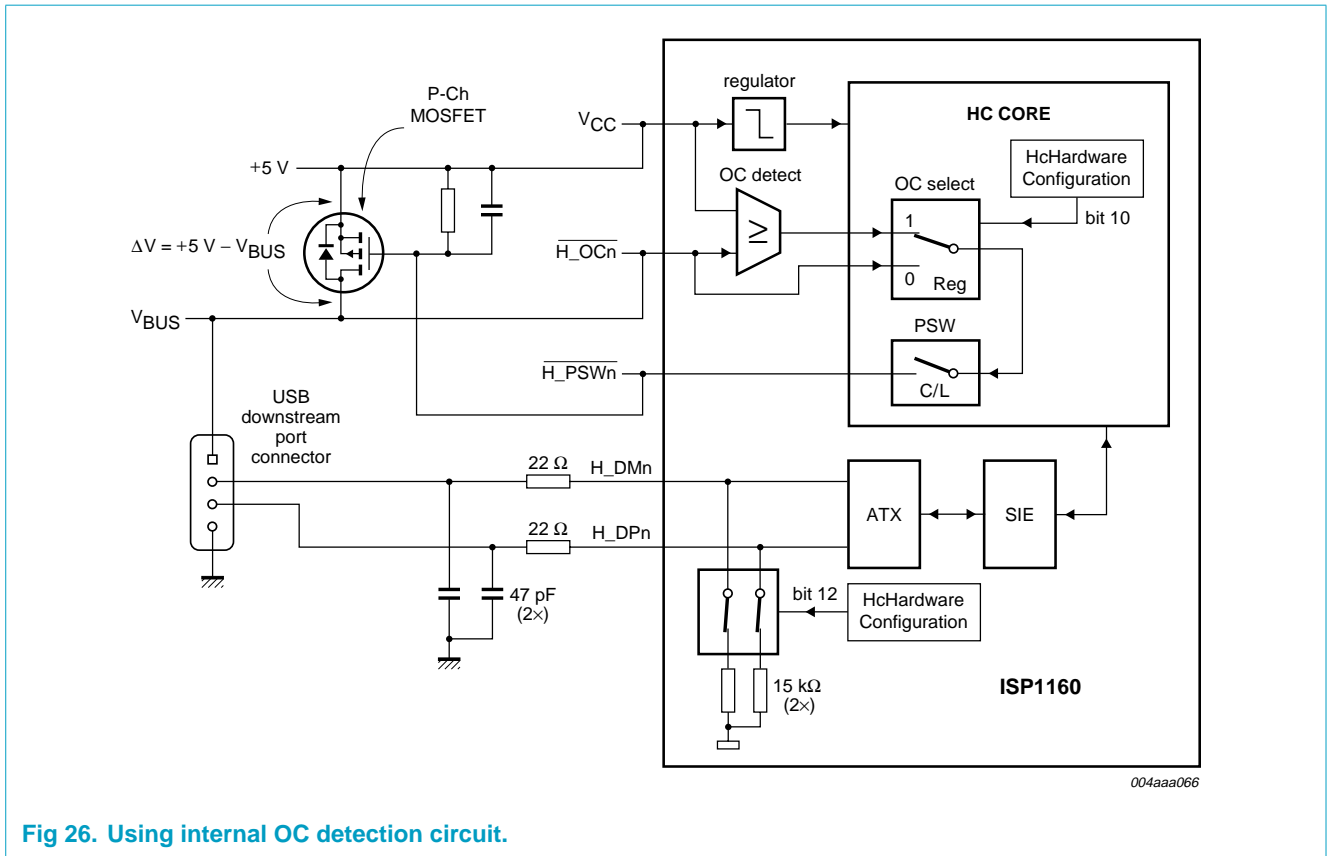 P-Ch
MOSFET
regulator
HC CORE
VCC
+5 V
HcHardware
Configuration
OC detect
OC select
bit 10
1
≥
ΔV = +5 V − VBUS
H_OCn
0
Reg
VBUS
PSW
H_PSWn
C/L
USB
downstream
port
connector
22 Ω
H_DMn
ATX
SIE
22 Ω
H_DPn
47 pF
(2×)
bit 12
HcHardware
Configuration
15 kΩ
(2×)
ISP1160
004aaa066
Fig 26. Using internal OC detection circuit.